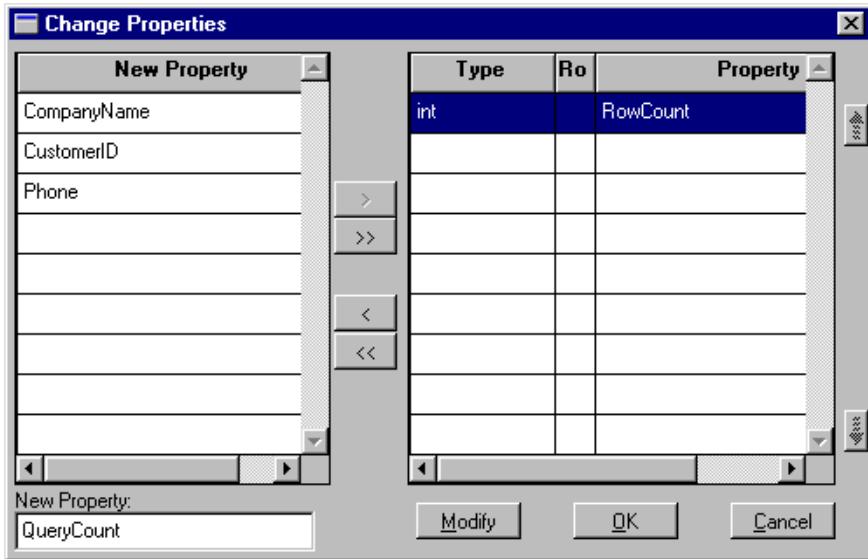 Change Properties
New Property
Type Ro Property
CompanyName
int RowCount
CustomerID
Phone
>
>>
<
<<
New Property:
QueryCount
Modify
OK
Cancel